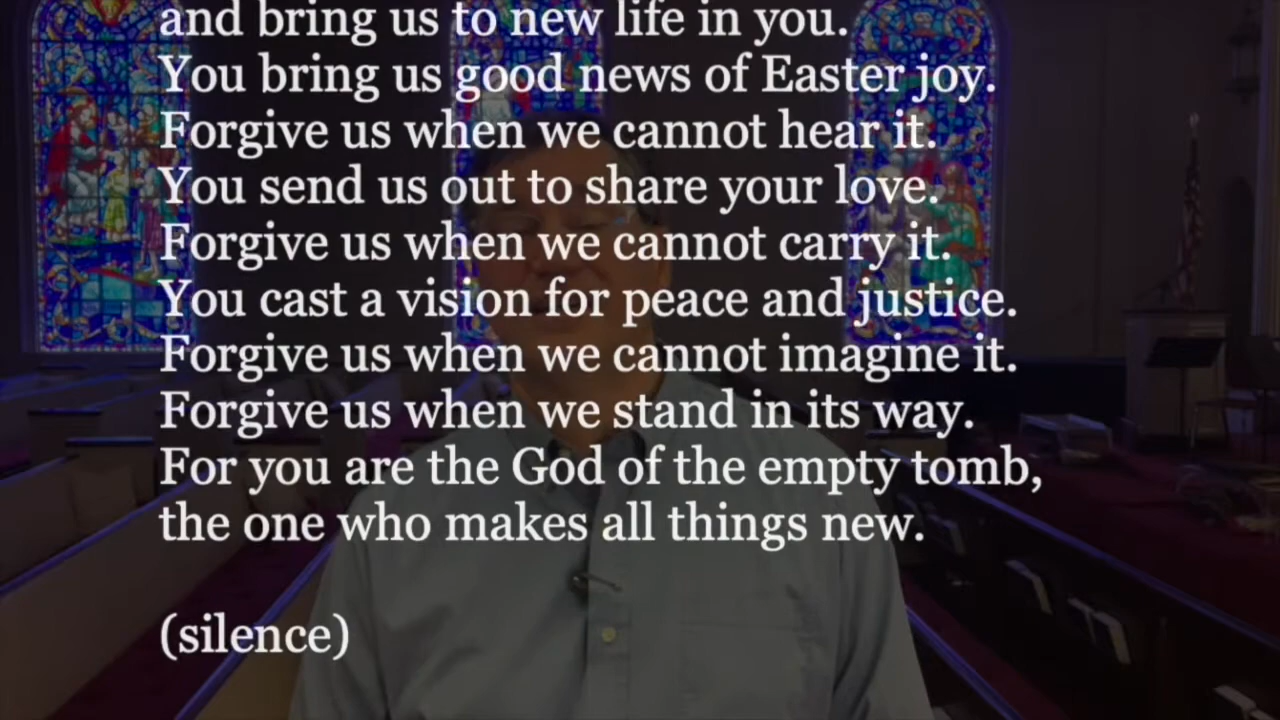 and bring us to new life in you.
You bring us good news of Easter joy.
Forgive us when we cannot hear it.
You send us out to share your love.
Forgive us when we cannot carry it.
You cast a vision for peace and justice.
Forgive us when we cannot imagine it.
Forgive us when we stand in its way.
For you are the God of the empty tomb,
the one who makes all things new.
(silence)